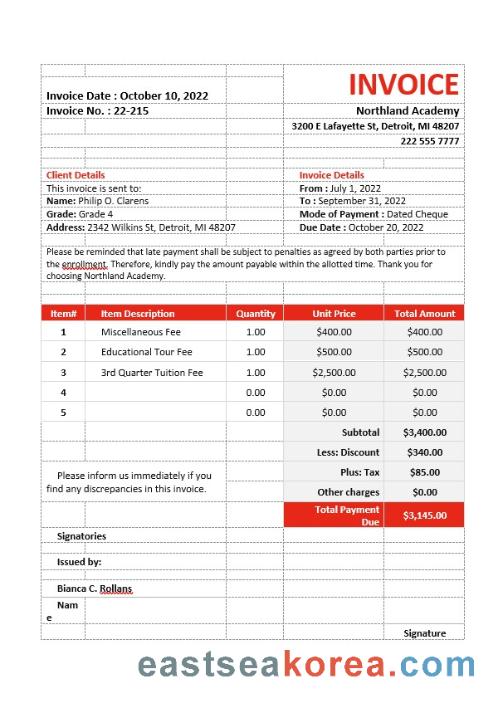 INVOICE
Invoice Date : October 10, 2022
Invoice No. : 22-215
Northland Academy
3200 E Lafayette St, Detroit, MI 48207
222 555 7777
Client Details
Invoice Details
This invoice is sent to:
From : July 1, 2022
Name: Philip O. Clarens
To : September 31, 2022
Grade: Grade 4
Mode of Payment : Dated Cheque
Address: 2342 Wilkins St, Detroit, MI 48207
Due Date : October 20, 2022
Please be reminded that late payment shall be subject to penalties as agreed by both parties prior to
the enrollment. Therefore, kindly pay the amount payable within the allotted time. Thank you for
choosing Northland Academy.
Item# Item Description Quantity Unit Price Total Amount
1 Miscellaneous Fee 1.00 $400.00 $400.00
2 Educational Tour Fee 1.00 $500.00 $500.00
3 3rd Quarter Tuition Fee 1.00 $2,500.00 $2,500.00
4 0.00 $0.00 $0.00
5 0.00 $0.00 $0.00
Subtotal $3,400.00
Less: Discount $340.00
Plus: Tax $85.00
Other charges $0.00
Please inform us immediately if you
find any discrepancies in this invoice.
Total Payment
Due
$3,145.00
Signatories
Issued by:
Bianca C. Rollans
Nam
e
Signature
eastseakorea.com